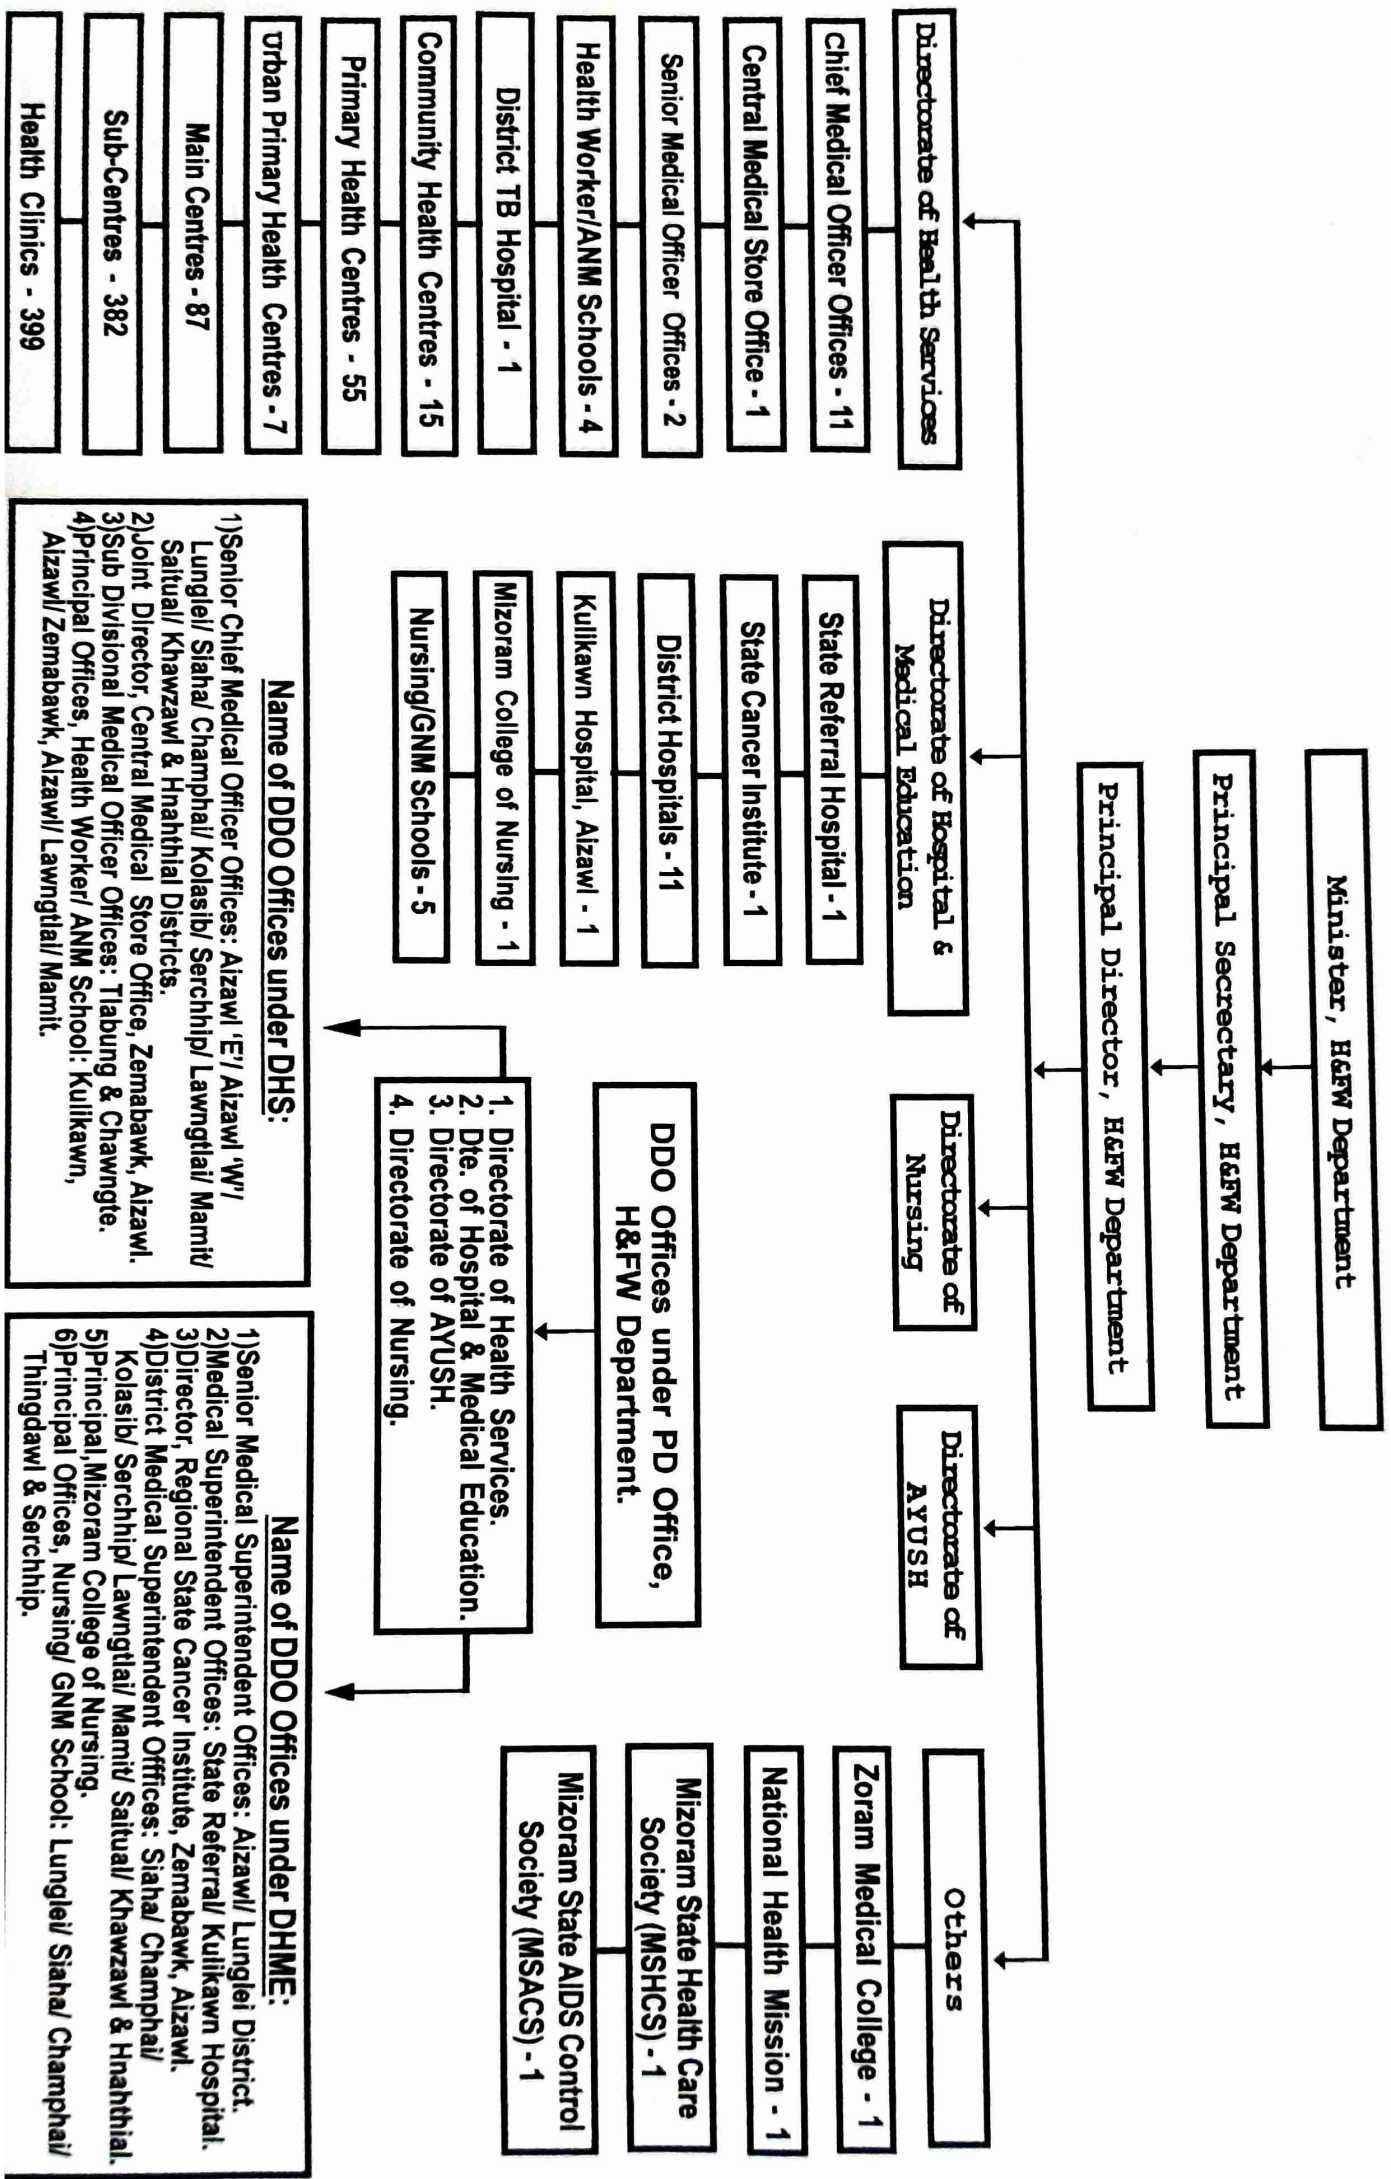 Minister, H&FW Department
Principal Secrectary, H&FW Department
Principal Director, H&FW Department
Directorate of Health Services
Chief Medical Officer Offices - 11
Central Medical Store Office - 1
Senior Medical Officer Offices - 2
Health Worker/ANM Schools - 4
District TB Hospital - 1
Community Health Centres - 15
Primary Health Centres - 55
Urban Primary Health Centres - 7
Main Centres - 87
Sub-Centres - 382
Health Clinics - 399
Directorate of Hospital &
Medical Education
State Referral Hospital - 1
State Cancer Institute - 1
District Hospitals - 11
Kulikawn Hospital, Aizawl - 1
Mizoram College of Nursing - 1
Nursing/GNM Schools - 5
Directorate of
Nursing
Directorate of
AYUSH
Others
Zoram Medical College - 1
National Health Mission - 1
Mizoram State Health Care
Society (MSHCS) - 1
Mizoram State AIDS Control
Society (MSACS) - 1
DDO Offices under PD Office,
H&FW Department.
1. Directorate of Health Services.
2. Dte. of Hospital & Medical Education.
3. Directorate of AYUSH.
4. Directorate of Nursing.
Name of DDO Offices under DHS:
1)Senior Chief Medical Officer Offices: Aizawl 'E'/ Aizawl 'W'/
Lunglei/ Siaha/ Champhai/ Kolasib/ Serchhip/ Lawngtlai/ Mamit/
Saitual/ Khawzawl & Hnahthial Districts.
2)Joint Director, Central Medical Store Office, Zemabawk, Aizawl.
3)Sub Divisional Medical Officer Offices: Tlabung & Chawngte.
4)Principal Offices, Health Worker/ ANM School: Kulikawn,
Aizawl/ Zemabawk, Aizawl/ Lawngtlai/ Mamit.
Name of DDO Offices under DHME:
1)Senior Medical Superintendent Offices: Aizawl/ Lunglei District.
2)Medical Superintendent Offices: State Referral/ Kulikawn Hospital.
3)Director, Regional State Cancer Institute, Zemabawk, Aizawl.
4)District Medical Superintendent Offfices: Siaha/ Champhai/
Kolasib/ Serchhip/ Lawngtlai/ Mamit/ Saitual/ Khawzawl & Hnahthial.
5)Principal,Mizoram College of Nursing.
6)Principal Offices, Nursing/ GNM School: Lunglei/ Siaha/ Champhai/
Thingdawl & Serchhip.